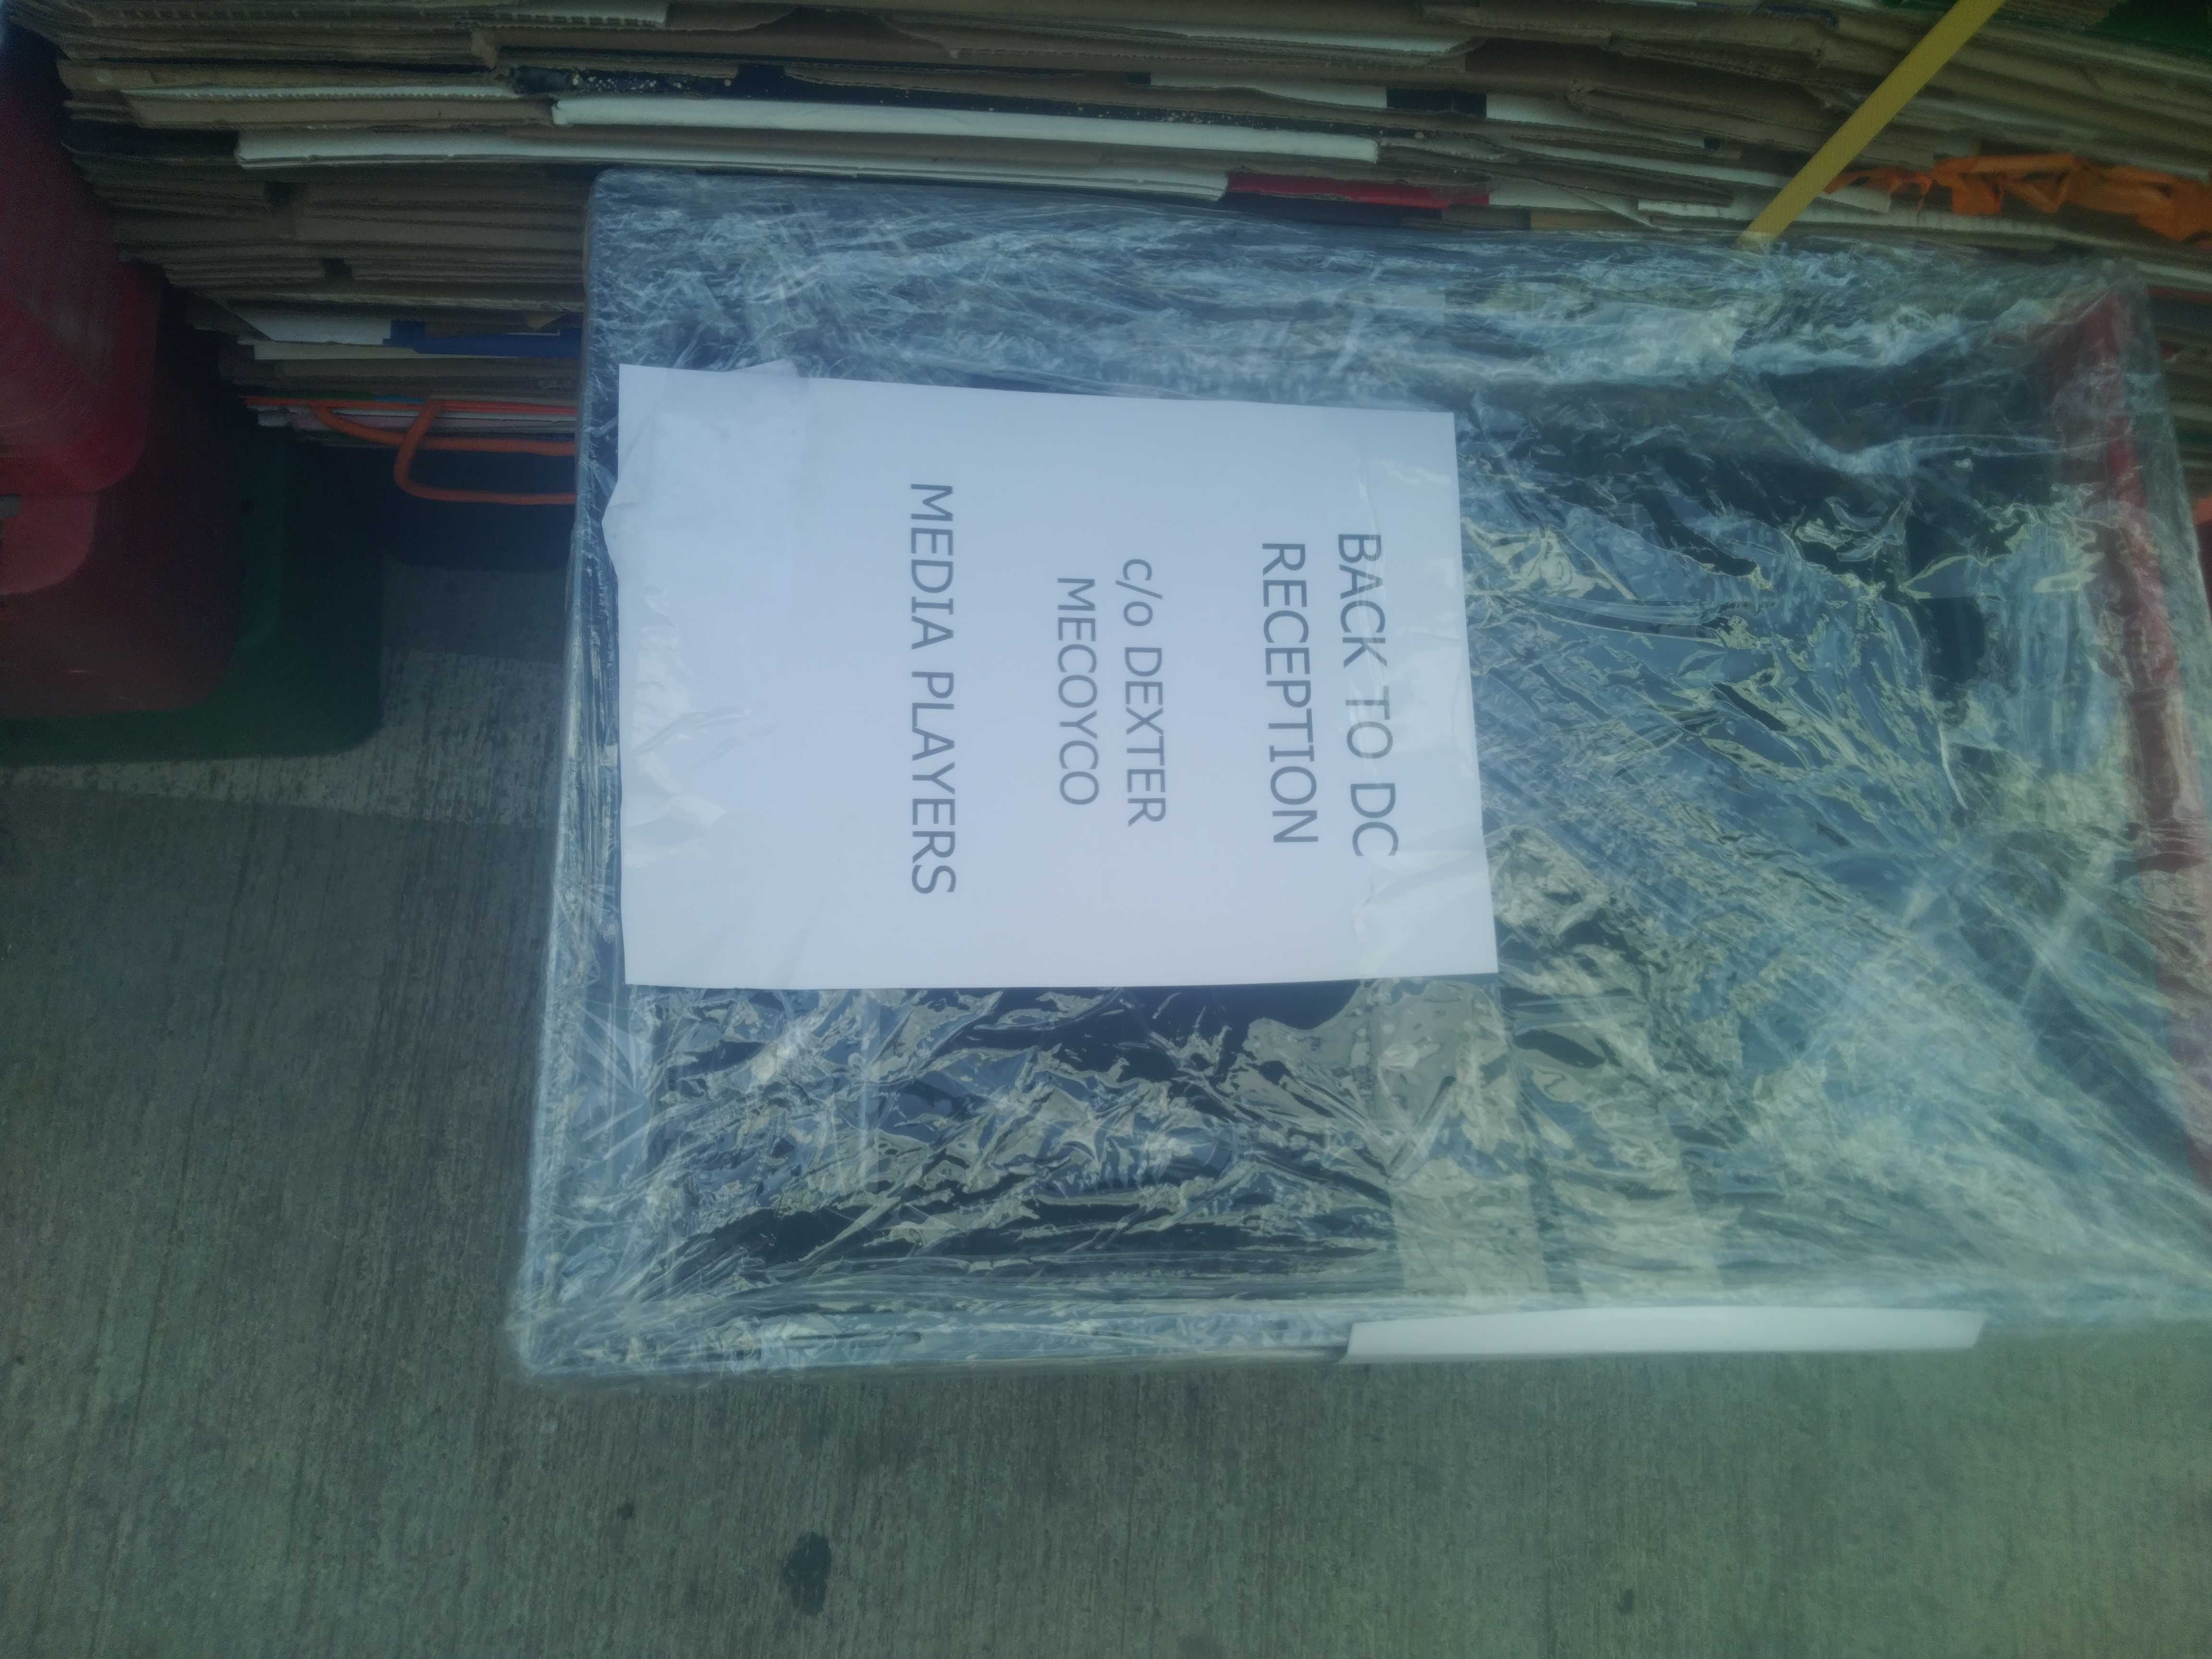 BACK TO DC
RECEPTION
c/o DEXTER
MECOYCO
MEDIA PLAYERS